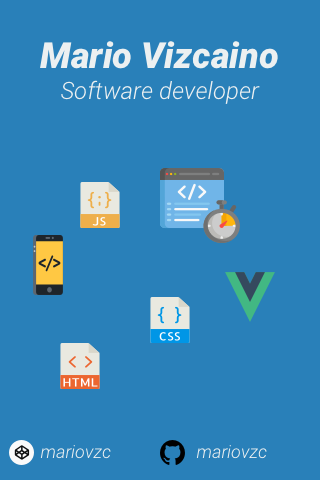 Mario Vizcaino
Software developer
</>
{;}
JS
</>
{ }
CSS
< >
HTML
mariovzc
mariovzc